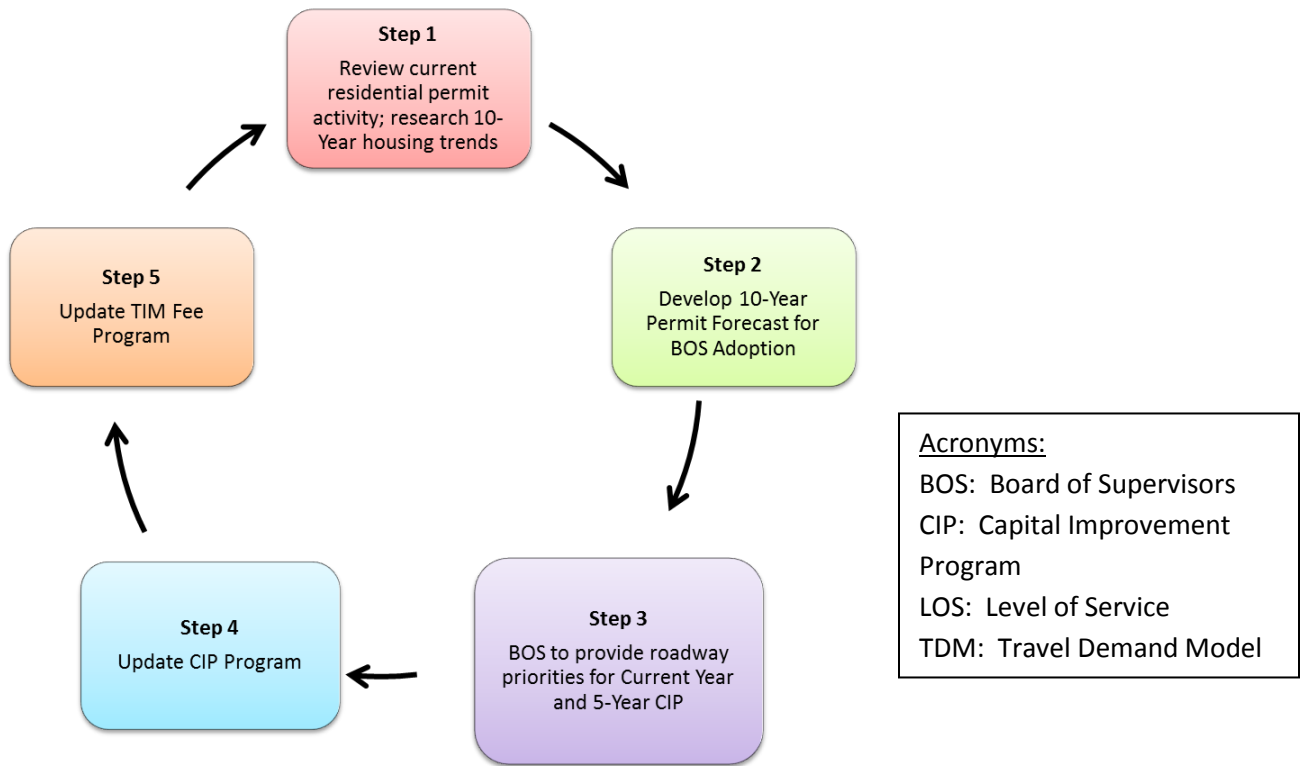 Step 1
Review current
residential permit
activity; research 10-
Year housing trends
Step 2
Develop 10-Year
Permit Forecast for
BOS Adoption
Step 3
BOS to provide roadway
priorities for Current Year
and 5-Year CIP
Step 4
Update CIP Program
Step 5
Update TIM Fee
Program
Acronyms:
BOS: Board of Supervisors
CIP: Capital Improvement
Program
LOS: Level of Service
TDM: Travel Demand Model